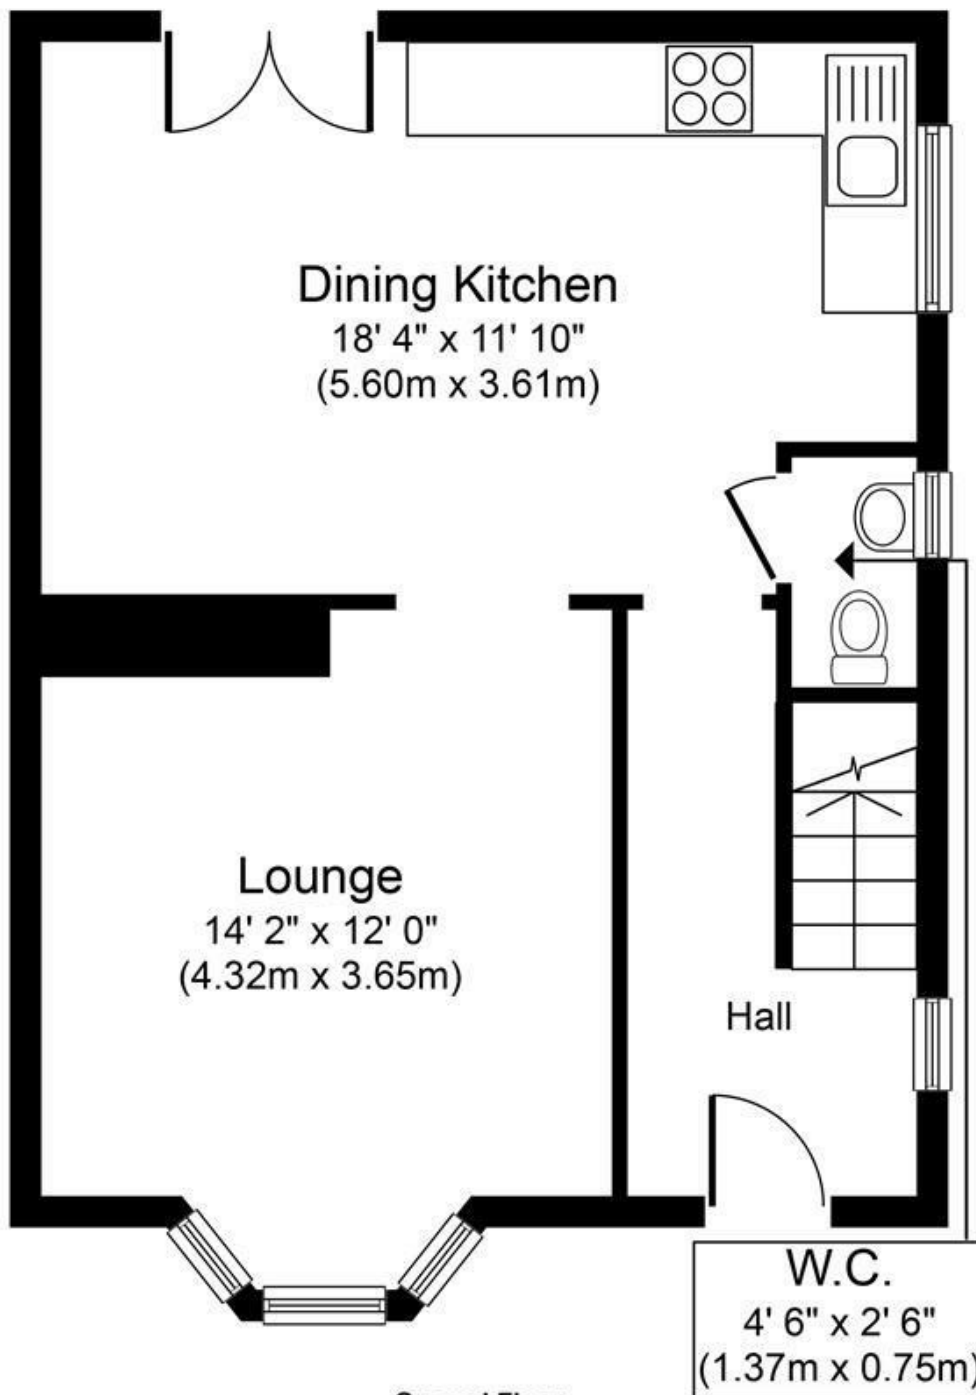 Dining Kitchen
18' 4" x 11' 10"
(5.60m x 3.61m)
Lounge
14' 2" x 12' 0"
(4.32m x 3.65m)
Hall
W.C.
4' 6" x 2' 6"
(1.37m x 0.75m)